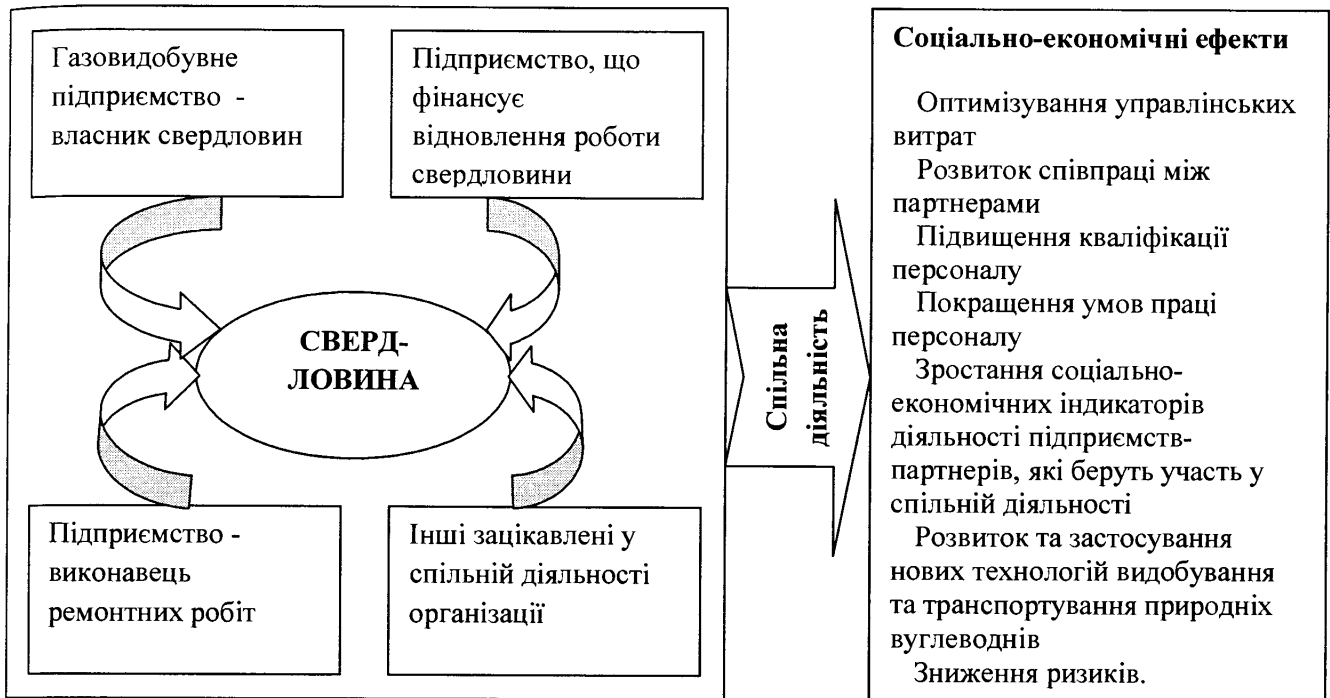 Газовидобувне
підприємство -
власник свердловин
Підприємство, що
фінансує
відновлення роботи
свердловини
СВЕРД-
ЛОВИНА
Підприємство -
виконавець
ремонтних робіт
Інші зацікавлені у
спільній діяльності
організації
Спільна
діяльність
Соціально-економічні ефекти
Оптимізування управлінських
витрат
Розвиток співпраці між
партнерами
Підвищення кваліфікації
персоналу
Покращення умов праці
персоналу
Зростання соціально-
економічних індикаторів
діяльності підприємств-
партнерів, які беруть участь у
спільній діяльності
Розвиток та застосування
нових технологій видобування
та транспортування природніх
вуглеводнів
Зниження ризиків.